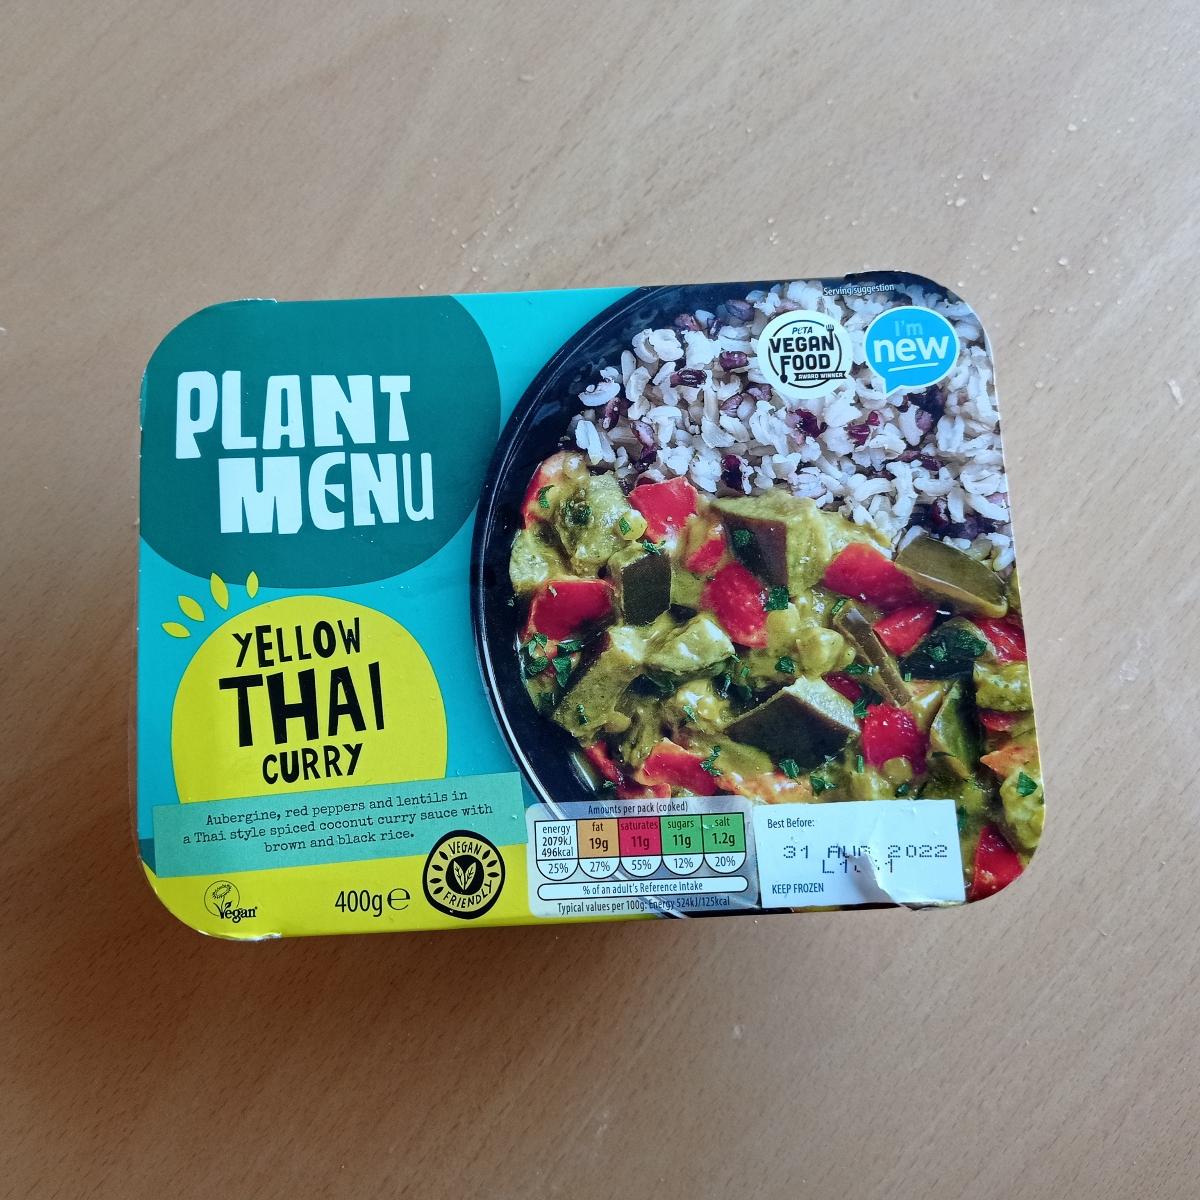 PLANT
MENU
YELLOW
THAI
CURRY
Aubergine, red peppers and lentils in
a Thai style spiced coconut curry sauce with
brown and black rice.
Vegan
400g e
VEGAN
FRIENDLY
Serving suggestion
PETA
VEGAN
FOOD
AWARD WINNER
I'm
new
Amounts per pack (cooked)
energy fat saturates sugars salt
2079kJ 19g 11g 11g 1.2g
496kcal
25% 27% 55% 12% 20%
% of an adult's Reference Intake
Typical values per 100g: Energy 524kJ/125kcal
Best Before:
31 AUG 2022
KEEP FROZEN